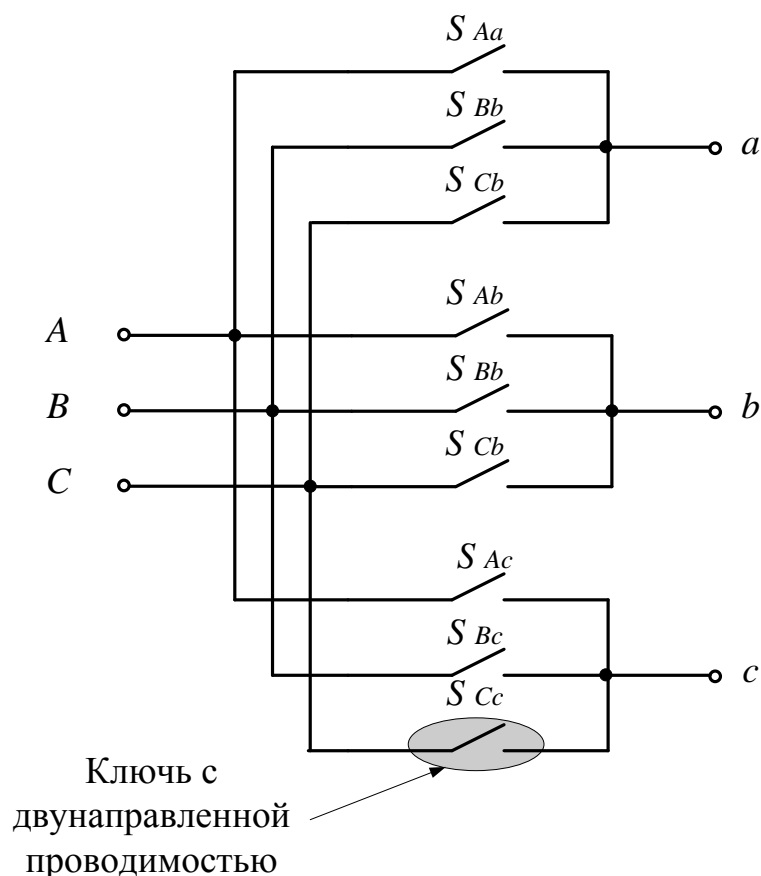 S Aa
S Bb
a
S Cb
A
S Ab
B
S Bb
b
C
S Cb
S Ac
S Bc
c
S Cc
Ключь с
двунаправленной
проводимостью